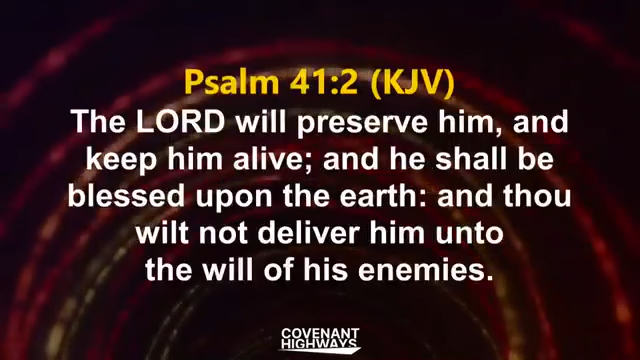 Psalm 41:2 (KJV)
The LORD will preserve him, and
keep him alive; and he shall be
blessed upon the earth: and thou
wilt not deliver him unto
the will of his enemies.
COVENANT
HIGHWAYS